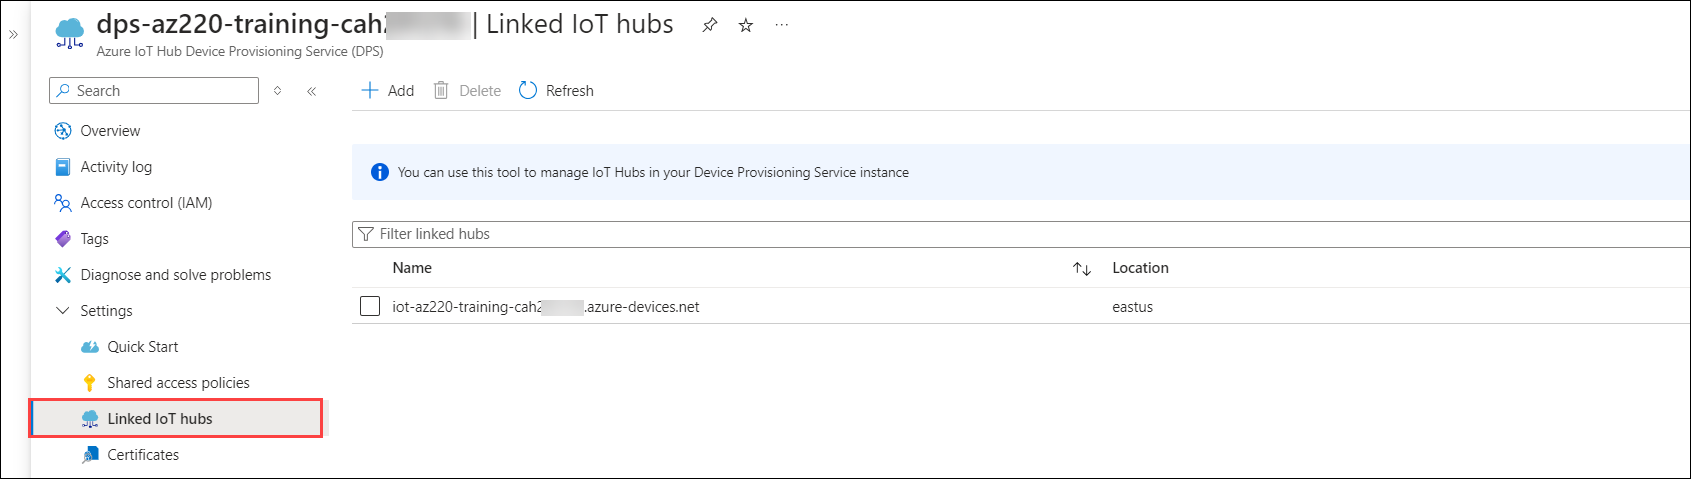 dps-az220-training-cah | Linked IoT hubs
Azure IoT Hub Device Provisioning Service (DPS)
Search
Add Delete Refresh
Overview
Activity log
You can use this tool to manage IoT Hubs in your Device Provisioning Service instance
Access control (IAM)
Tags
Filter linked hubs
Name Location
Diagnose and solve problems
iot-az220-training-cah .azure-devices.net eastus
Settings
Quick Start
Shared access policies
Linked IoT hubs
Certificates